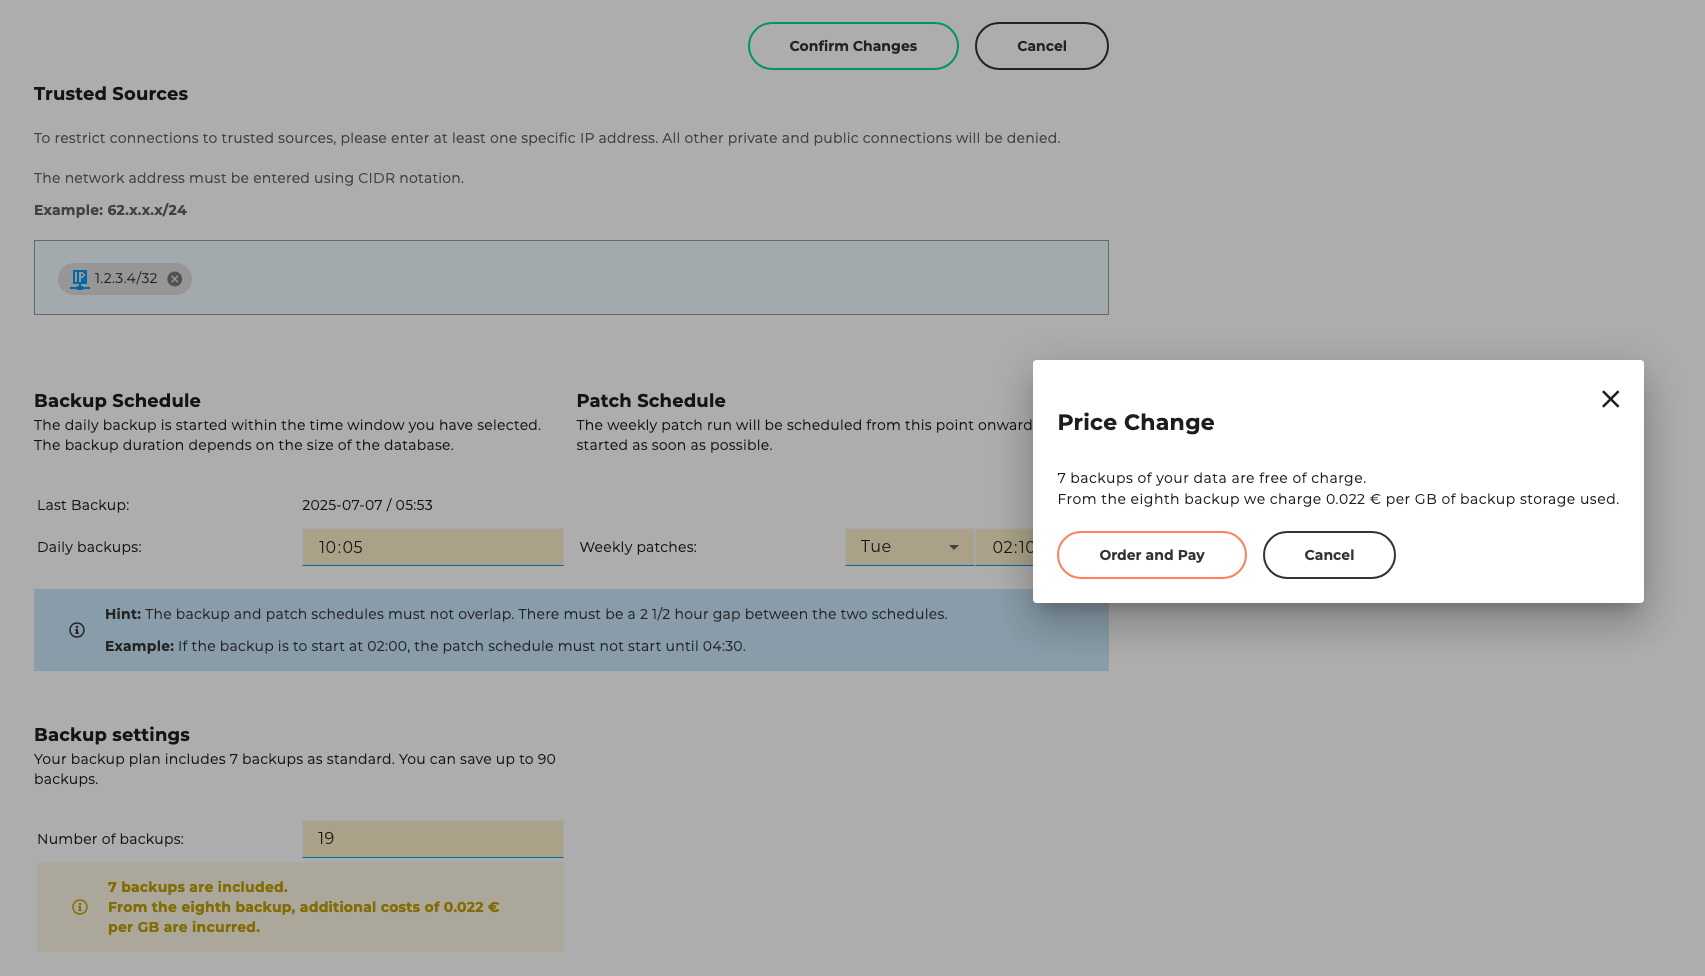 Confirm Changes
Cancel
Trusted Sources
To restrict connections to trusted sources, please enter at least one specific IP address. All other private and public connections will be denied.
The network address must be entered using CIDR notation.
Example: 62.x.x.x/24
IP 1.2.3.4/32
Backup Schedule
The daily backup is started within the time window you have selected.
The backup duration depends on the size of the database.
Last Backup: 2025-07-07 / 05:53
Daily backups: 10:05
Patch Schedule
The weekly patch run will be scheduled from this point onward
started as soon as possible.
Weekly patches: Tue 02:10
Hint: The backup and patch schedules must not overlap. There must be a 2 1/2 hour gap between the two schedules.
Example: If the backup is to start at 02:00, the patch schedule must not start until 04:30.
Backup settings
Your backup plan includes 7 backups as standard. You can save up to 90
backups.
Number of backups: 19
7 backups are included.
From the eighth backup, additional costs of 0.022 €
per GB are incurred.
Price Change
7 backups of your data are free of charge.
From the eighth backup we charge 0.022 € per GB of backup storage used.
Order and Pay
Cancel